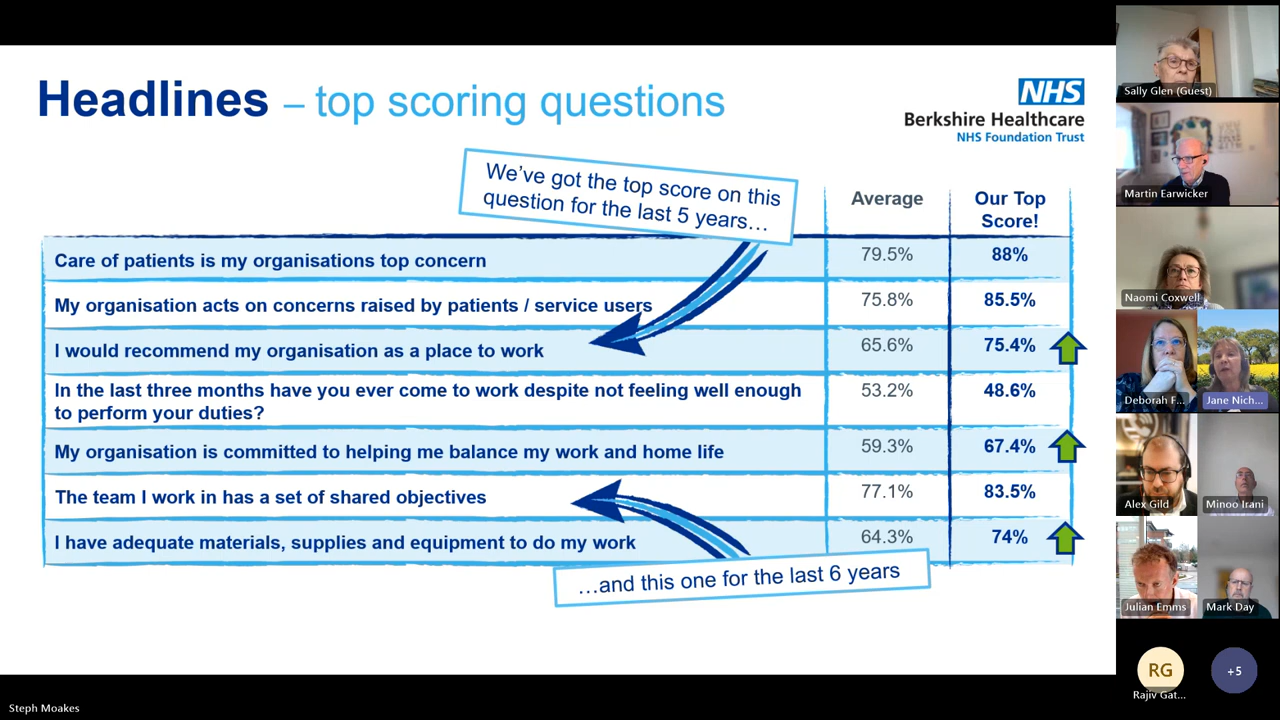 Headlines – top scoring questions
NHS
Berkshire Healthcare
NHS Foundation Trust
We've got the top score on this
question for the last 5 years…
Average
Our Top
Score!
Care of patients is my organisations top concern
79.5%
88%
My organisation acts on concerns raised by patients / service users
75.8%
85.5%
I would recommend my organisation as a place to work
65.6%
75.4%
In the last three months have you ever come to work despite not feeling well enough
to perform your duties?
53.2%
48.6%
My organisation is committed to helping me balance my work and home life
59.3%
67.4%
The team I work in has a set of shared objectives
77.1%
83.5%
I have adequate materials, supplies and equipment to do my work
64.3%
74%
…and this one for the last 6 years
Sally Glen (Guest)
Martin Earwicker
Naomi Coxwell
Deborah F...
Jane Nich...
Alex Gild
Minoo Irani
Julian Emms
Mark Day
RG
Rajiv Gat...
+5
Steph Moakes